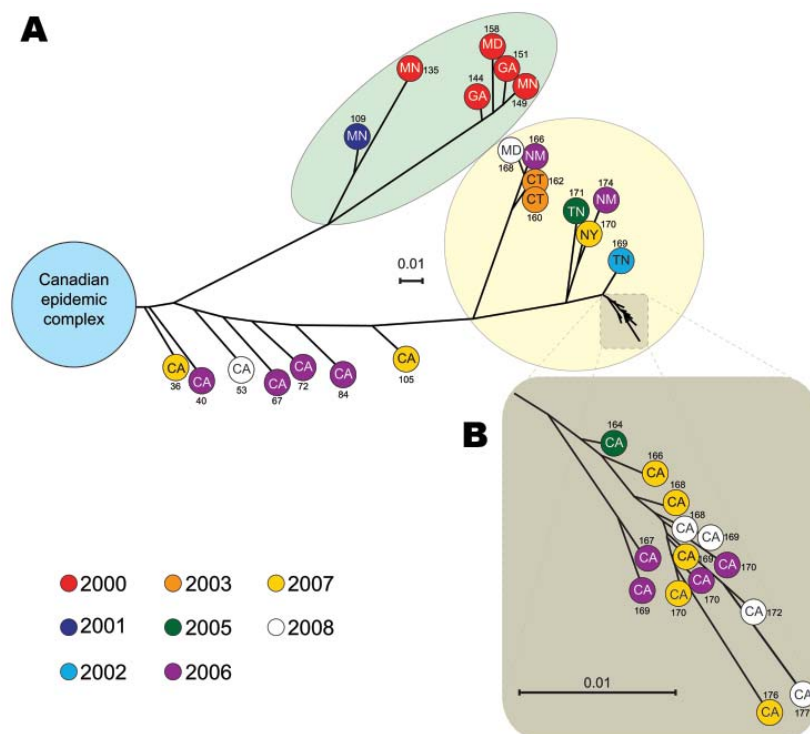 A
158
MD
151
GA
MN
135
144
GA
MN
149
109
MN
MD
168
166
NM
CT
162
CT
160
171
TN
174
NM
170
NY
169
TN
0.01
Canadian
epidemic
complex
CA
36
CA
40
CA
53
CA
67
CA
72
CA
84
CA
105
B
164
CA
166
CA
168
CA
168
CA
CA
169
167
CA
CA
169
CA
170
CA
169
CA
170
CA
170
CA
172
0.01
176
CA
CA
177
2000
2003
2007
2001
2005
2008
2002
2006